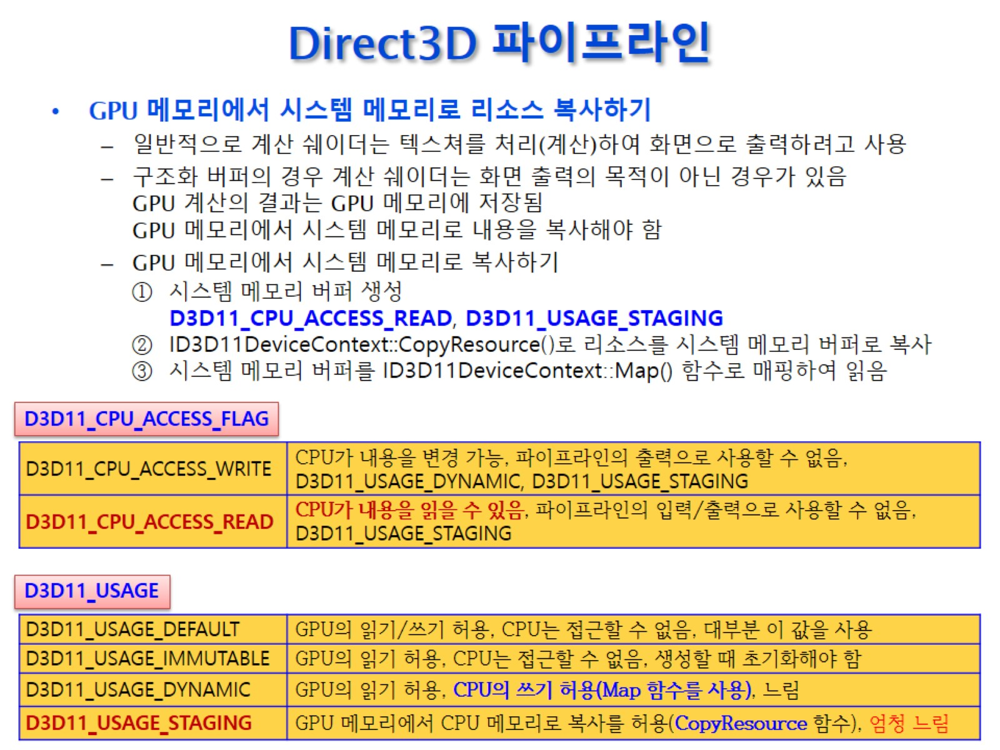 Direct3D 파이프라인
• GPU 메모리에서 시스템 메모리로 리소스 복사하기
– 일반적으로 계산 쉐이더는 텍스쳐를 처리(계산)하여 화면으로 출력하려고 사용
– 구조화 버퍼의 경우 계산 쉐이더는 화면 출력의 목적이 아닌 경우가 있음
GPU 계산의 결과는 GPU 메모리에 저장됨
GPU 메모리에서 시스템 메모리로 내용을 복사해야 함
– GPU 메모리에서 시스템 메모리로 복사하기
① 시스템 메모리 버퍼 생성
D3D11_CPU_ACCESS_READ, D3D11_USAGE_STAGING
② ID3D11DeviceContext::CopyResource()로 리소스를 시스템 메모리 버퍼로 복사
③ 시스템 메모리 버퍼를 ID3D11DeviceContext::Map() 함수로 매핑하여 읽음
D3D11_CPU_ACCESS_FLAG
D3D11_CPU_ACCESS_WRITE
CPU가 내용을 변경 가능, 파이프라인의 출력으로 사용할 수 없음,
D3D11_USAGE_DYNAMIC, D3D11_USAGE_STAGING
D3D11_CPU_ACCESS_READ
CPU가 내용을 읽을 수 있음, 파이프라인의 입력/출력으로 사용할 수 없음,
D3D11_USAGE_STAGING
D3D11_USAGE
D3D11_USAGE_DEFAULT GPU의 읽기/쓰기 허용, CPU는 접근할 수 없음, 대부분 이 값을 사용
D3D11_USAGE_IMMUTABLE GPU의 읽기 허용, CPU는 접근할 수 없음, 생성할 때 초기화해야 함
D3D11_USAGE_DYNAMIC GPU의 읽기 허용, CPU의 쓰기 허용(Map 함수를 사용), 느림
D3D11_USAGE_STAGING GPU 메모리에서 CPU 메모리로 복사를 허용(CopyResource 함수), 엄청 느림